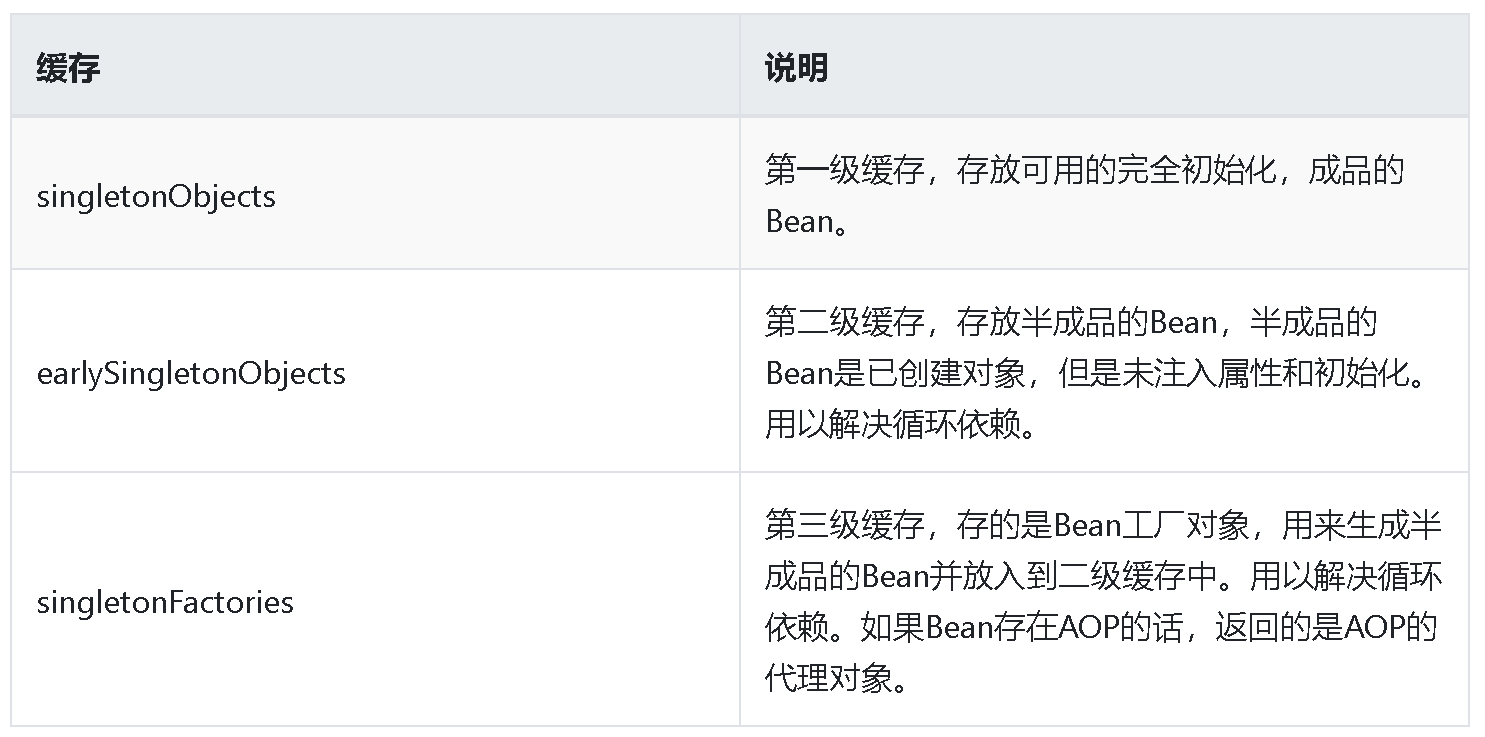 缓存
说明
singletonObjects
第一级缓存，存放可用的完全初始化，成品的
Bean。
earlySingletonObjects
第二级缓存，存放半成品的Bean，半成品的
Bean是已创建对象，但是未注入属性和初始化。
用以解决循环依赖。
singletonFactories
第三级缓存，存的是Bean工厂对象，用来生成半
成品的Bean并放入到二级缓存中。用以解决循环
依赖。如果Bean存在AOP的话，返回的是AOP的
代理对象。